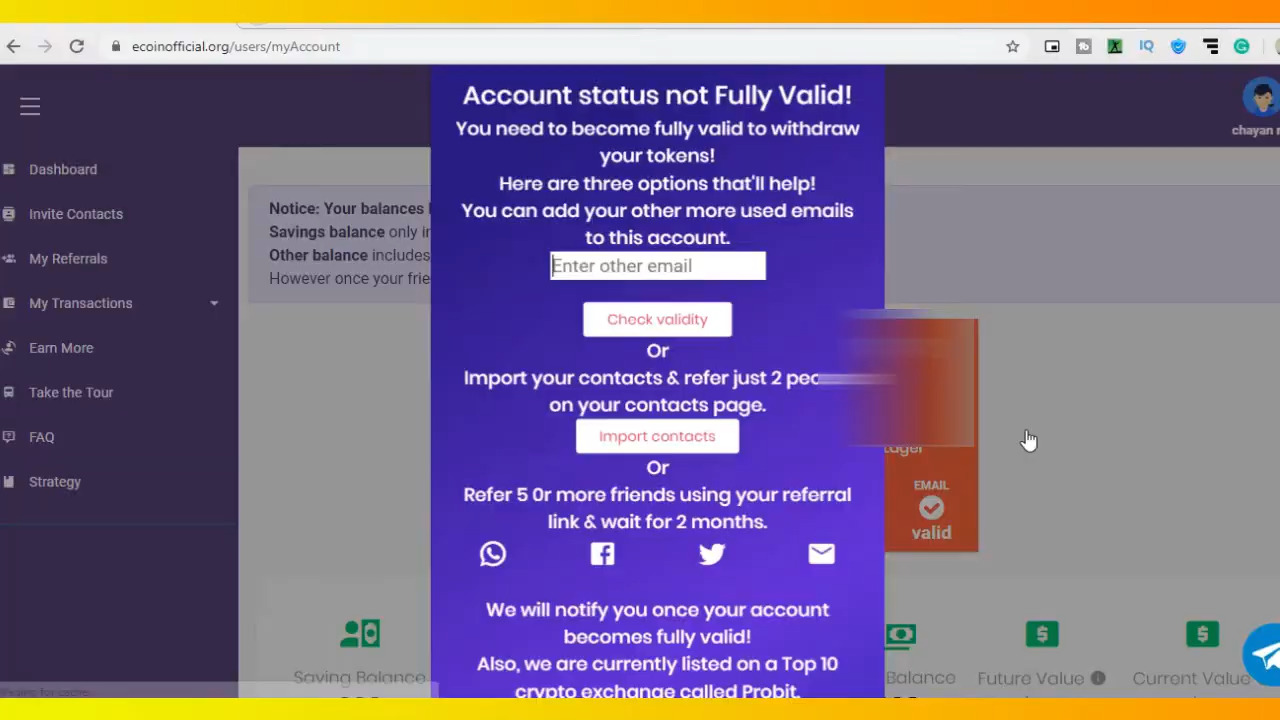 ecoinofficial.org/users/myAccount
IQ
Account status not Fully Valid!
chayan
You need to become fully valid to withdraw
your tokens!
Dashboard
Here are three options that'll help!
Invite Contacts
Notice: Your balances
You can add your other more used emails
Savings balance only
to this account.
My Referrals
Other balance includes
Enter other email
However once your
My Transactions
Check validity
Earn More
Or
Import your contacts & refer just 2
Take the Tour
on your contacts page.
FAQ
Import contacts
Or
Strategy
EMAIL
Refer 5 0r more friends using your referral
link & wait for 2 months.
valid
We will notify you once your account
becomes fully valid!
Also, we are currently listed on a Top 10
crypto exchange called Probit.
Saving Balance
Balance
Future Value
Current Value